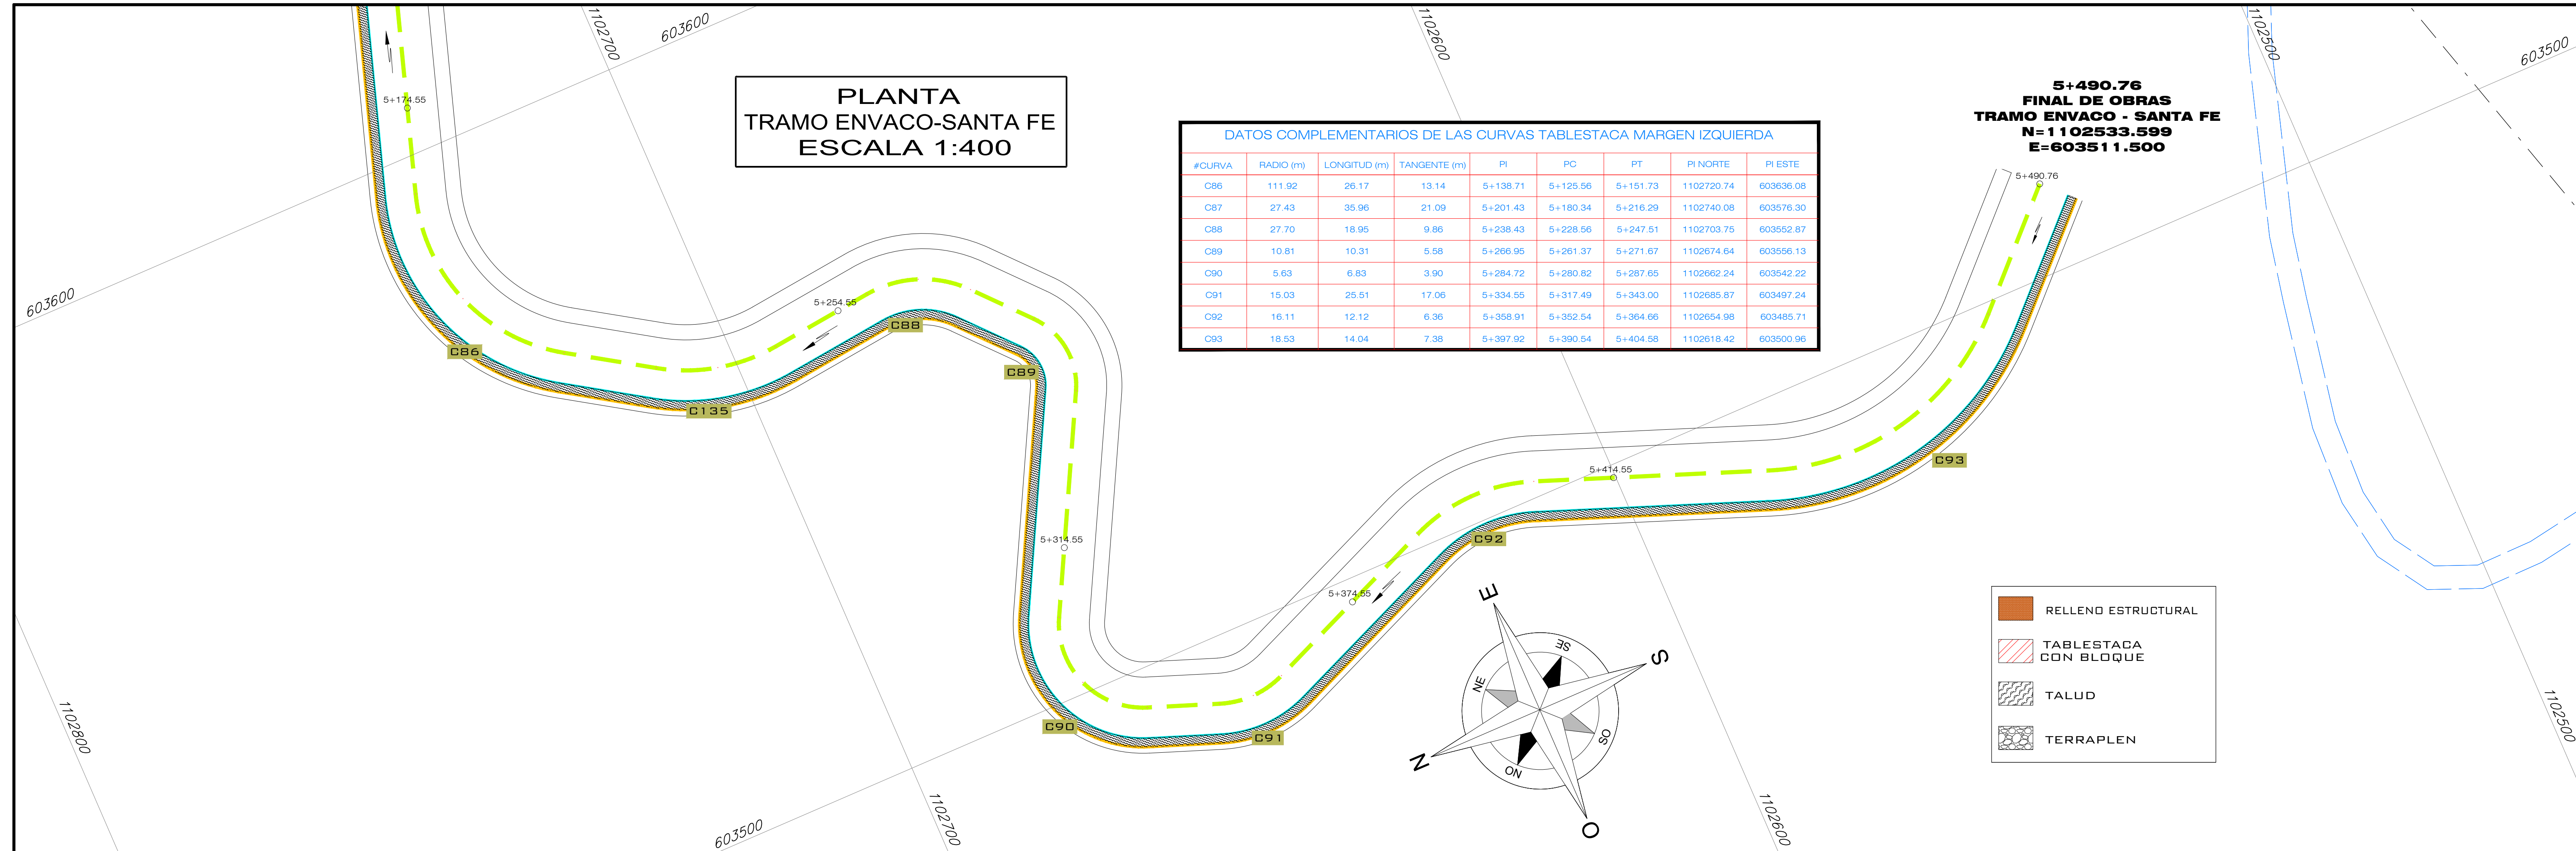 1102700
603600
1102600
1102500
603500
5+174.55
PLANTA
TRAMO ENVACO-SANTA FE
ESCALA 1:400
5+490.76
FINAL DE OBRAS
TRAMO ENVACO - SANTA FE
N=1102533.599
E=603511.500
DATOS COMPLEMENTARIOS DE LAS CURVAS TABLESTACA MARGEN IZQUIERDA
#CURVA RADIO (m) LONGITUD (m) TANGENTE (m) PI PC PT PI NORTE PI ESTE
C86 111.92 26.17 13.14 5+138.71 5+125.56 5+151.73 1102720.74 603636.08
C87 27.43 35.96 21.09 5+201.43 5+180.34 5+216.29 1102740.08 603576.30
C88 27.70 18.95 9.86 5+238.43 5+228.56 5+247.51 1102703.75 603552.87
C89 10.81 10.31 5.58 5+266.95 5+261.37 5+271.67 1102674.64 603556.13
C90 5.63 6.83 3.90 5+284.72 5+280.82 5+287.65 1102662.24 603542.22
C91 15.03 25.51 17.06 5+334.55 5+317.49 5+343.00 1102685.87 603497.24
C92 16.11 12.12 6.36 5+358.91 5+352.54 5+364.66 1102654.98 603485.71
C93 18.53 14.04 7.38 5+397.92 5+390.54 5+404.58 1102618.42 603500.96
5+490.76
603600
5+254.55
C88
C86
C89
C135
5+414.55
C93
5+314.55
C92
5+374.55
C90
C91
E
SE
S
NE
SO
N
NO
O
RELLENO ESTRUCTURAL
TABLESTACA
CON BLOQUE
TALUD
TERRAPLEN
1102800
603500
1102700
1102600
1102500